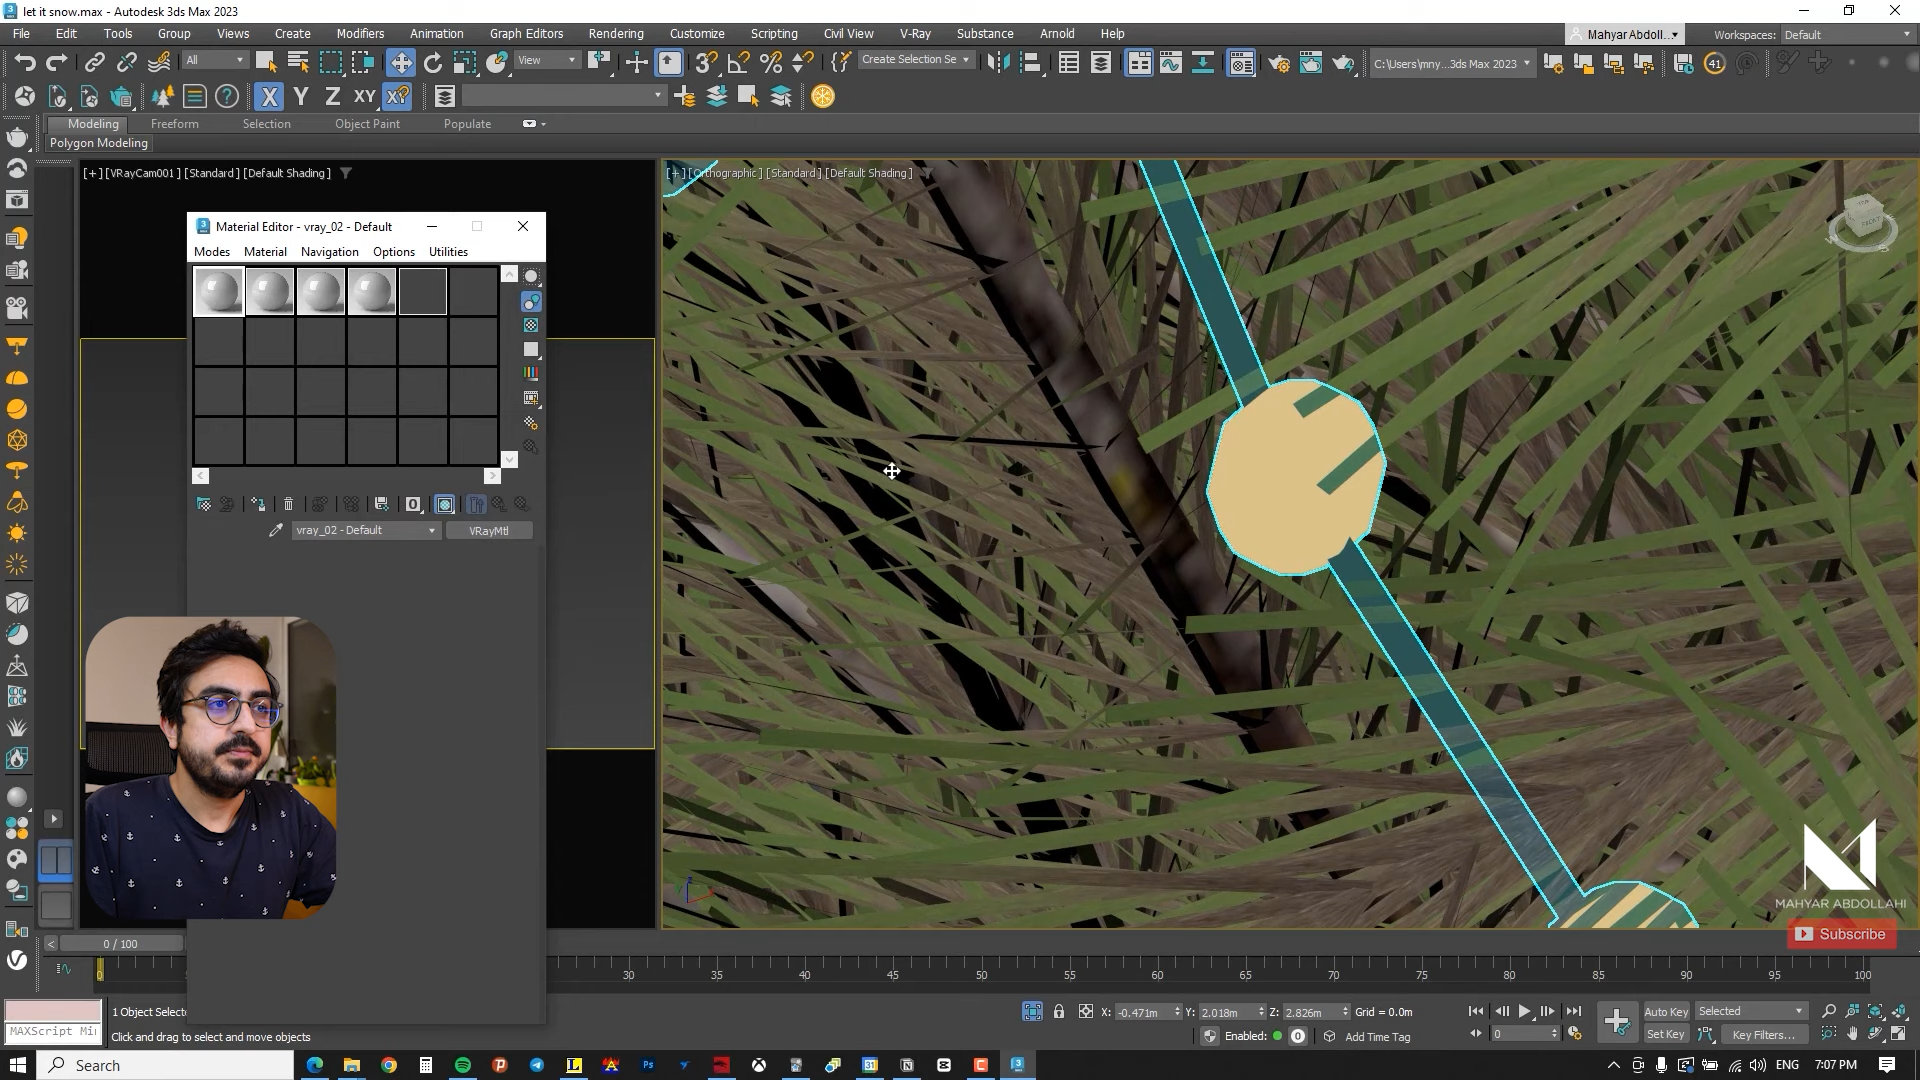 let it snow.max - Autodesk 3ds Max 2023
File Edit Tools Group Views Create Modifiers Animation Graph Editors Rendering Customize Scripting Civil View V-Ray Substance Arnold Help
Mahyar Abdoll... Workspaces: Default
All View Create Selection Se C:\Users\mny...3ds Max 2023 41
X Y Z XY
Modeling Freeform Selection Object Paint Populate
Polygon Modeling
[+] [VRayCam001] [Standard] [Default Shading]
[+] [Orthographic] [Standard] [Default Shading]
Material Editor - vray_02 - Default
Modes Material Navigation Options Utilities
0
vray_02 - Default VRayMtl
FRONT
MAHYAR ABDOLLAHI
Subscribe
< 0 / 100
0 30 35 40 45 50 55 60 65 70 75 80 85 90 95 100
1 Object Selecte
X: -0.471m Y: 2.018m Z: 2.826m Grid = 0.0m
Auto Key Selected
MAXScript Mi
Click and drag to select and move objects
Enabled: 0 Add Time Tag
0 Set Key Key Filters...
Search
ENG 7:07 PM